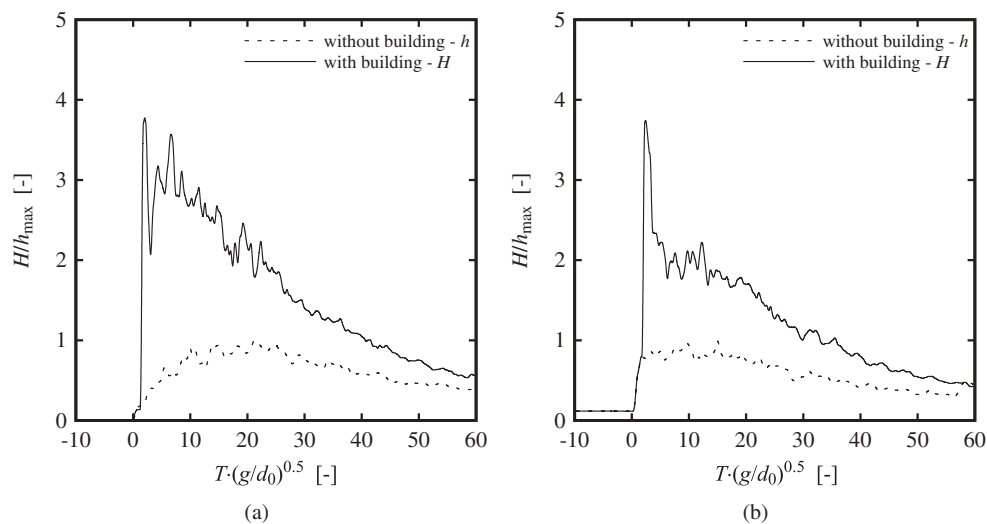 5
4
3
2
1
0
H/hmax [-]
without building - h
with building - H
-10 0 10 20 30 40 50 60
T·(g/d0)^0.5 [-]
(a)
5
4
3
2
1
0
H/hmax [-]
without building - h
with building - H
-10 0 10 20 30 40 50 60
T·(g/d0)^0.5 [-]
(b)